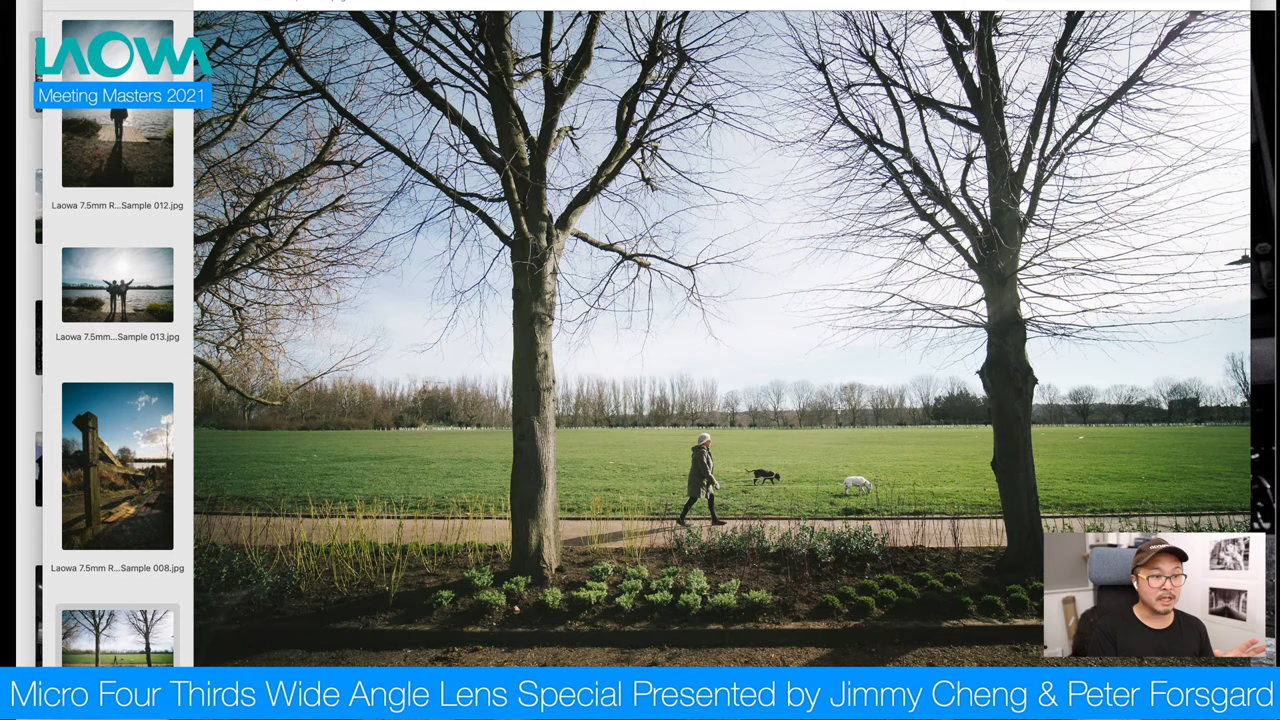 LAOWA
Meeting Masters 2021
Laowa 7.5mm R...Sample 012.jpg
Laowa 7.5mm...Sample 013.jpg
Laowa 7.5mm R...Sample 008.jpg
Micro Four Thirds Wide Angle Lens Special Presented by Jimmy Cheng & Peter Forsgard